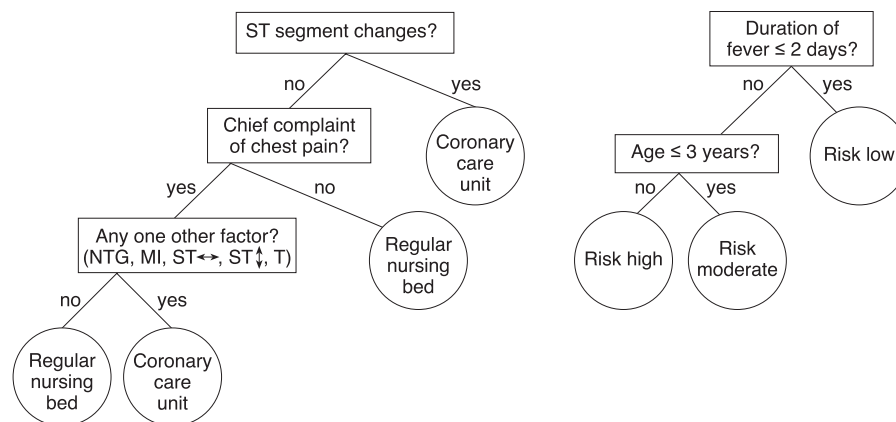 ST segment changes?
no
yes
Chief complaint
of chest pain?
Coronary
care
unit
yes
no
Any one other factor?
(NTG, MI, ST↔, ST↕, T)
Regular
nursing
bed
no
yes
Regular
nursing
bed
Coronary
care
unit
Duration of
fever ≤ 2 days?
no
yes
Age ≤ 3 years?
Risk low
no
yes
Risk high
Risk
moderate